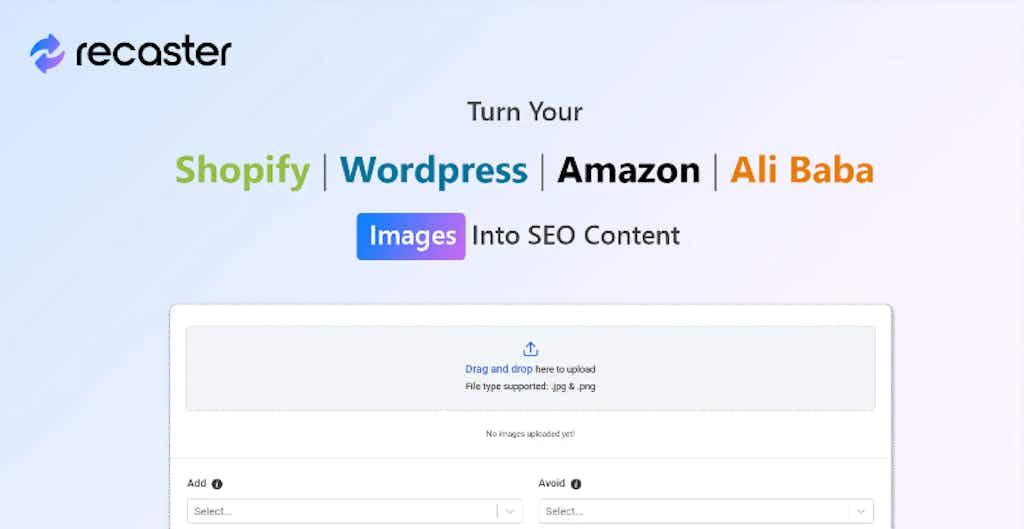 recaster
Turn Your
Shopify | Wordpress | Amazon | Ali Baba
Images Into SEO Content
Drag and drop here to upload
File type supported: .jpg & .png
No images uploaded yet!
Add i Avoid i
Select... Select...